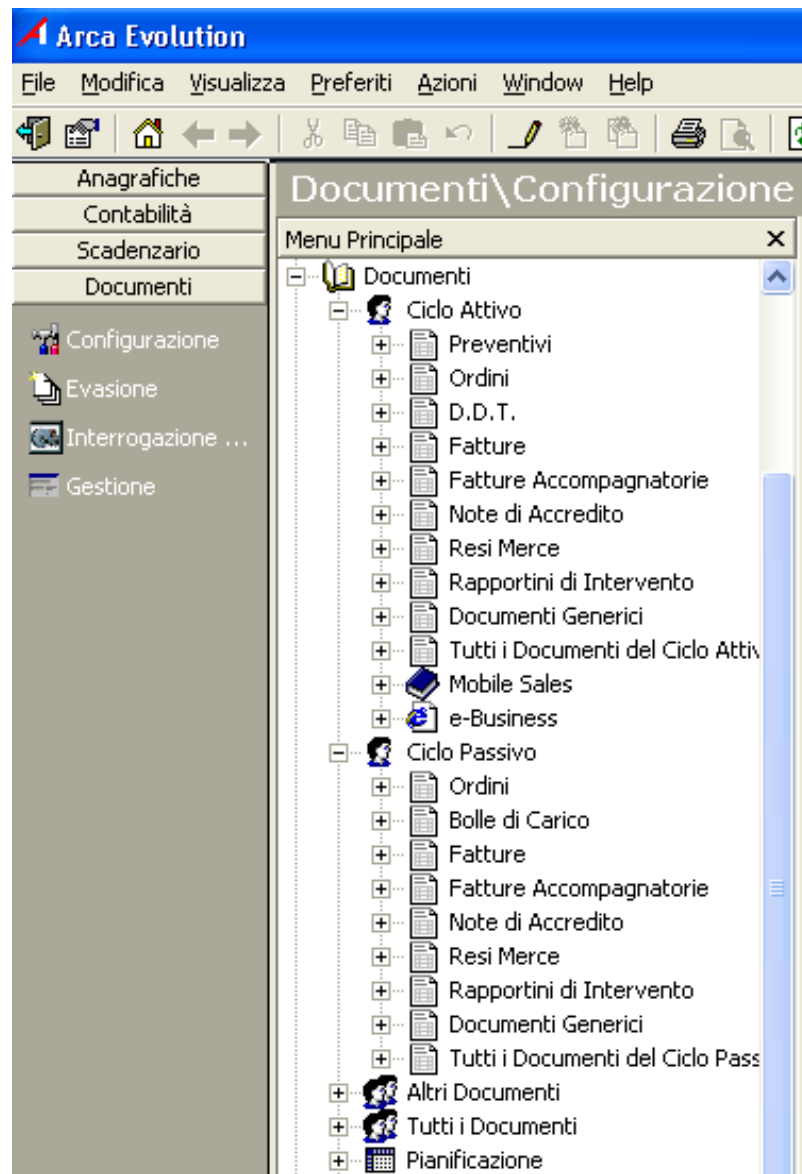 Arca Evolution
File Modifica Visualizza Preferiti Azioni Window Help
Anagrafiche
Contabilità
Scadenzario
Documenti
Configurazione
Evasione
Interrogazione ...
Gestione
Documenti\Configurazione
Menu Principale
Documenti
Ciclo Attivo
Preventivi
Ordini
D.D.T.
Fatture
Fatture Accompagnatorie
Note di Accredito
Resi Merce
Rapportini di Intervento
Documenti Generici
Tutti i Documenti del Ciclo Attiv
Mobile Sales
e-Business
Ciclo Passivo
Ordini
Bolle di Carico
Fatture
Fatture Accompagnatorie
Note di Accredito
Resi Merce
Rapportini di Intervento
Documenti Generici
Tutti i Documenti del Ciclo Pass
Altri Documenti
Tutti i Documenti
Pianificazione